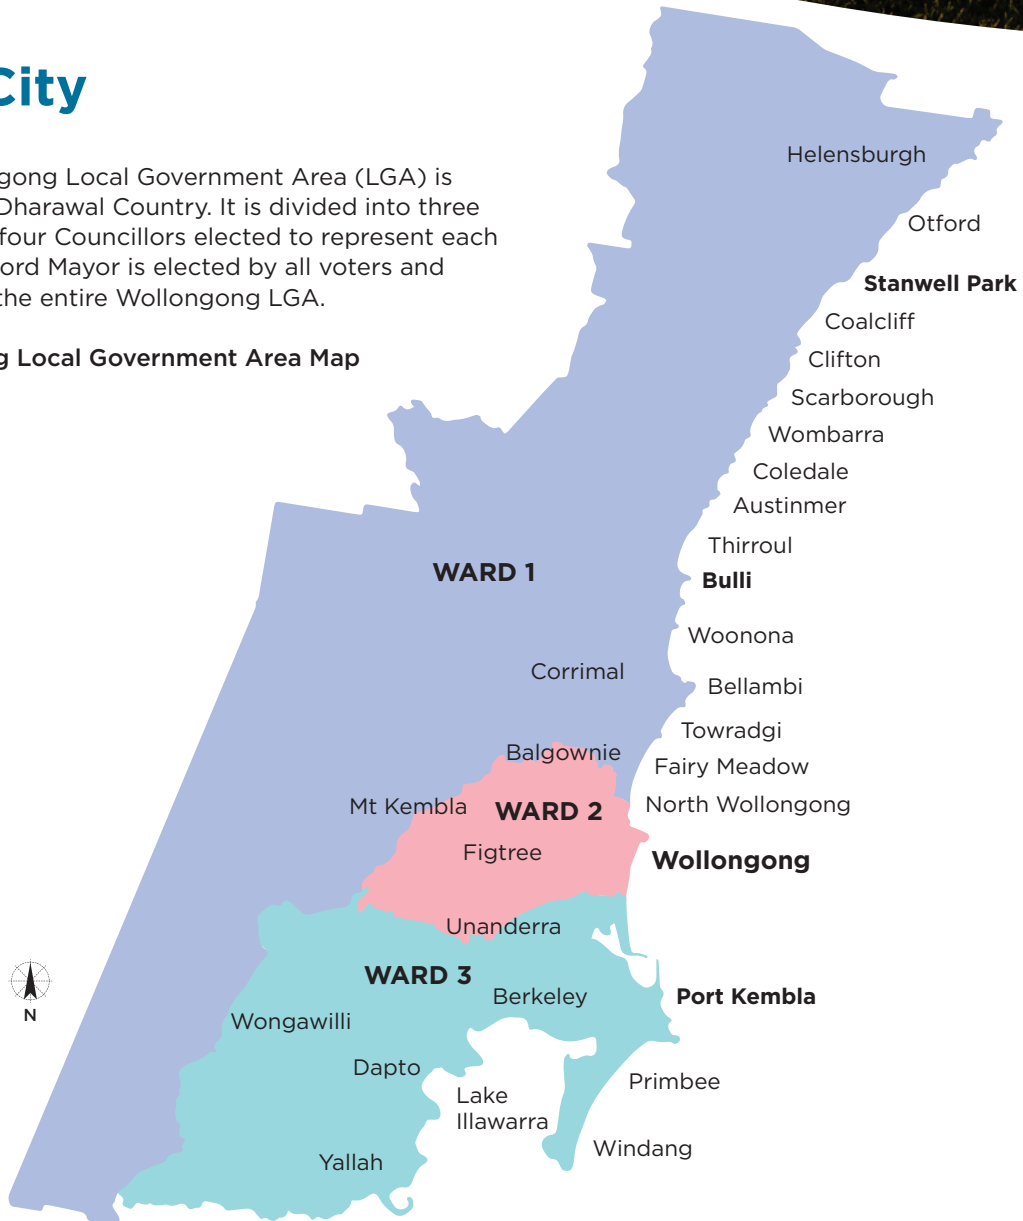 City
gong Local Government Area (LGA) is
Dharawal Country. It is divided into three
four Councillors elected to represent each
ord Mayor is elected by all voters and
the entire Wollongong LGA.
g Local Government Area Map
Helensburgh
Otford
Stanwell Park
Coalcliff
Clifton
Scarborough
Wombarra
Coledale
Austinmer
Thirroul
WARD 1
Bulli
Woonona
Corrimal
Bellambi
Towradgi
Balgownie
Fairy Meadow
Mt Kembla
WARD 2
North Wollongong
Figtree
Wollongong
Unanderra
WARD 3
Berkeley
Port Kembla
N
Wongawilli
Dapto
Primbee
Lake
Illawarra
Windang
Yallah